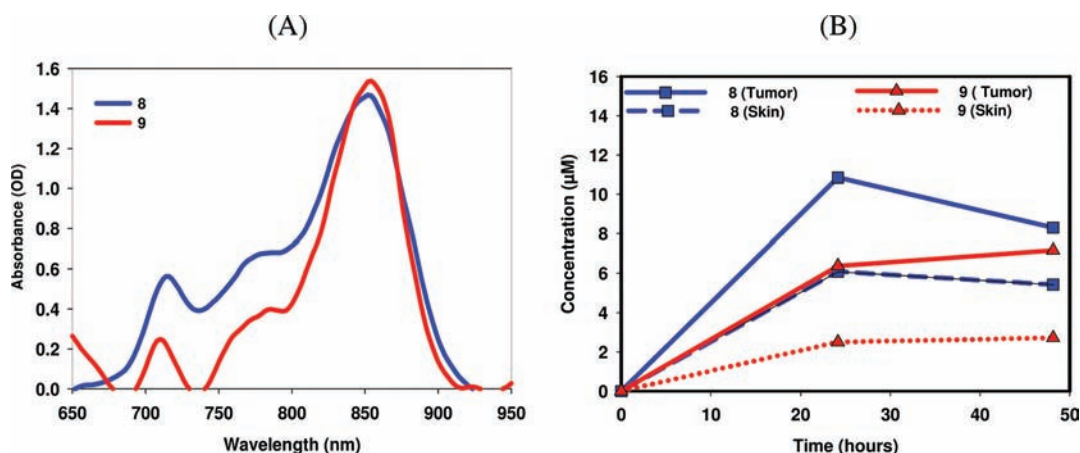 (A)
(B)
1.6
1.4
1.2
1.0
0.8
0.6
0.4
0.2
0.0
Absorbance (OD)
8
9
650 700 750 800 850 900 950
Wavelength (nm)
16
14
12
10
8
6
4
2
0
Concentration (µM)
8 (Tumor) 9 ( Tumor)
8 (Skin) 9 (Skin)
0 10 20 30 40 50
Time (hours)